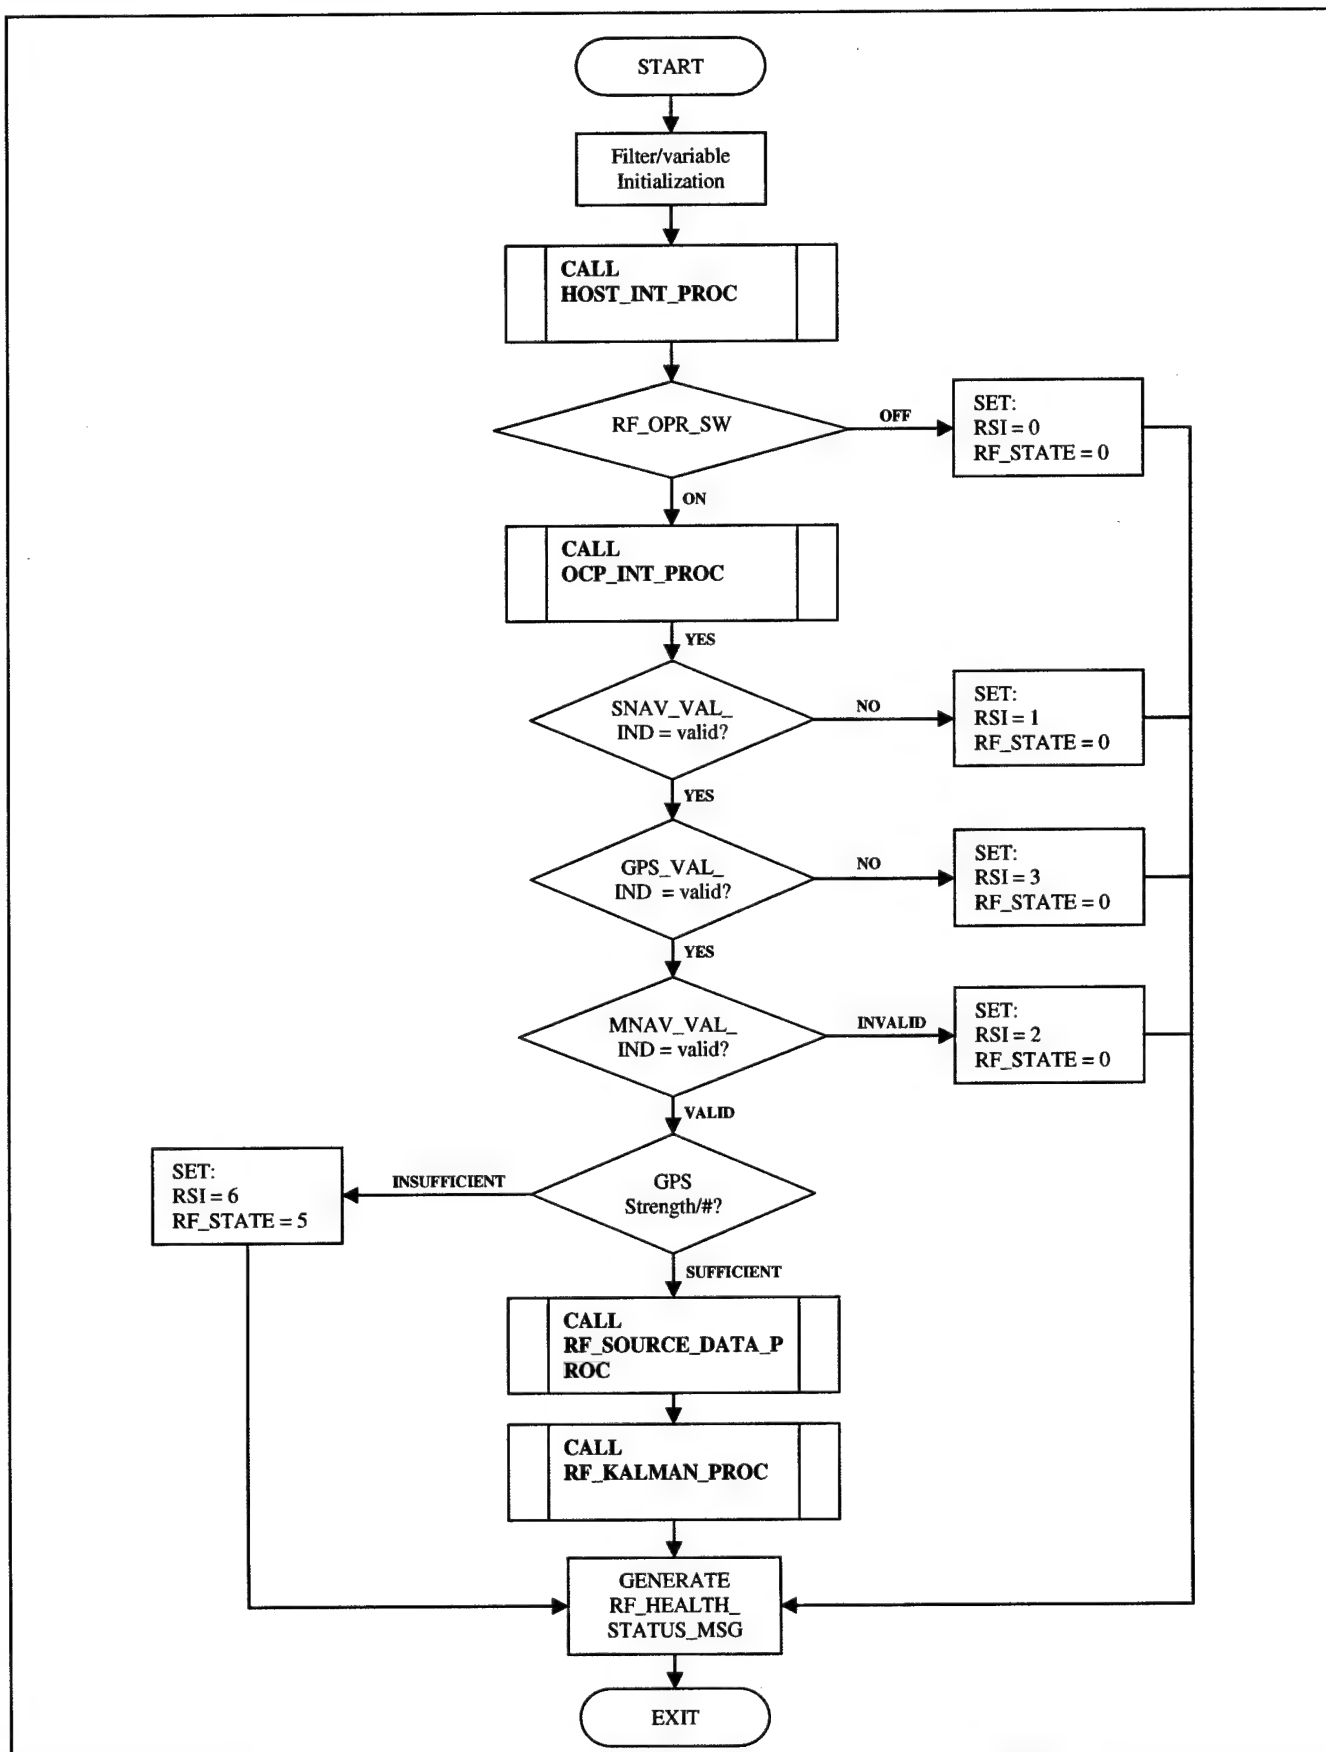 START
Filter/variable
Initialization
CALL
HOST_INT_PROC
RF_OPR_SW
OFF
SET:
RSI = 0
RF_STATE = 0
ON
CALL
OCP_INT_PROC
YES
SNAV_VAL_
IND = valid?
NO
SET:
RSI = 1
RF_STATE = 0
YES
GPS_VAL_
IND = valid?
NO
SET:
RSI = 3
RF_STATE = 0
YES
MNAV_VAL_
IND = valid?
INVALID
SET:
RSI = 2
RF_STATE = 0
VALID
GPS
Strength/#?
INSUFFICIENT
SET:
RSI = 6
RF_STATE = 5
SUFFICIENT
CALL
RF_SOURCE_DATA_P
ROC
CALL
RF_KALMAN_PROC
GENERATE
RF_HEALTH_
STATUS_MSG
EXIT